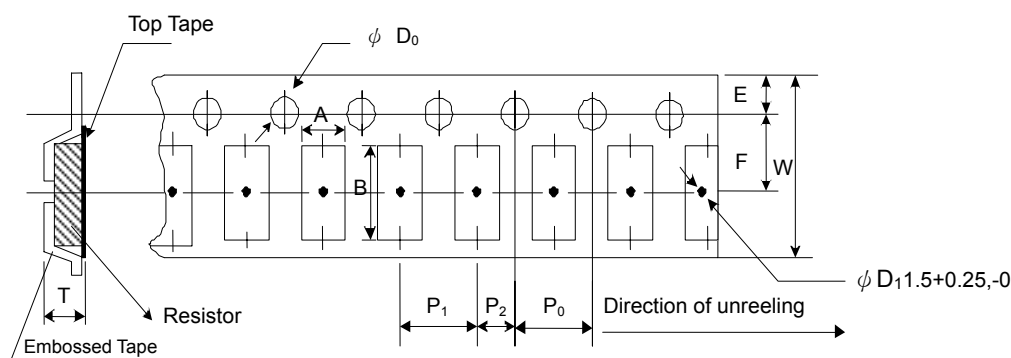 Top Tape
ψ D₀
E
A
F
W
B
ψ D₁1.5+0.25,-0
T
P₁
P₂
P₀
Direction of unreeling
Resistor
Embossed Tape